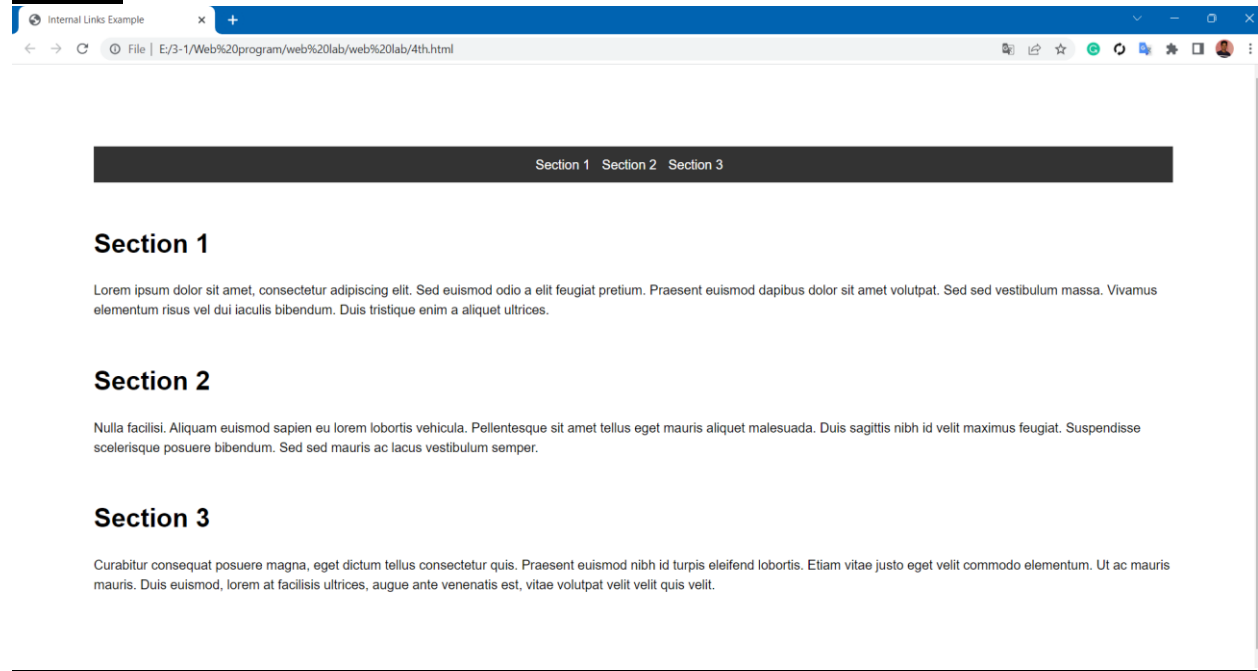 Internal Links Example
File | E:/3-1/Web%20program/web%20lab/web%20lab/4th.html
Section 1 Section 2 Section 3
Section 1
Lorem ipsum dolor sit amet, consectetur adipiscing elit. Sed euismod odio a elit feugiat pretium. Praesent euismod dapibus dolor sit amet volutpat. Sed sed vestibulum massa. Vivamus
elementum risus vel dui iaculis bibendum. Duis tristique enim a aliquet ultrices.
Section 2
Nulla facilisi. Aliquam euismod sapien eu lorem lobortis vehicula. Pellentesque sit amet tellus eget mauris aliquet malesuada. Duis sagittis nibh id velit maximus feugiat. Suspendisse
scelerisque posuere bibendum. Sed sed mauris ac lacus vestibulum semper.
Section 3
Curabitur consequat posuere magna, eget dictum tellus consectetur quis. Praesent euismod nibh id turpis eleifend lobortis. Etiam vitae justo eget velit commodo elementum. Ut ac mauris
mauris. Duis euismod, lorem at facilisis ultrices, augue ante venenatis est, vitae volutpat velit velit quis velit.